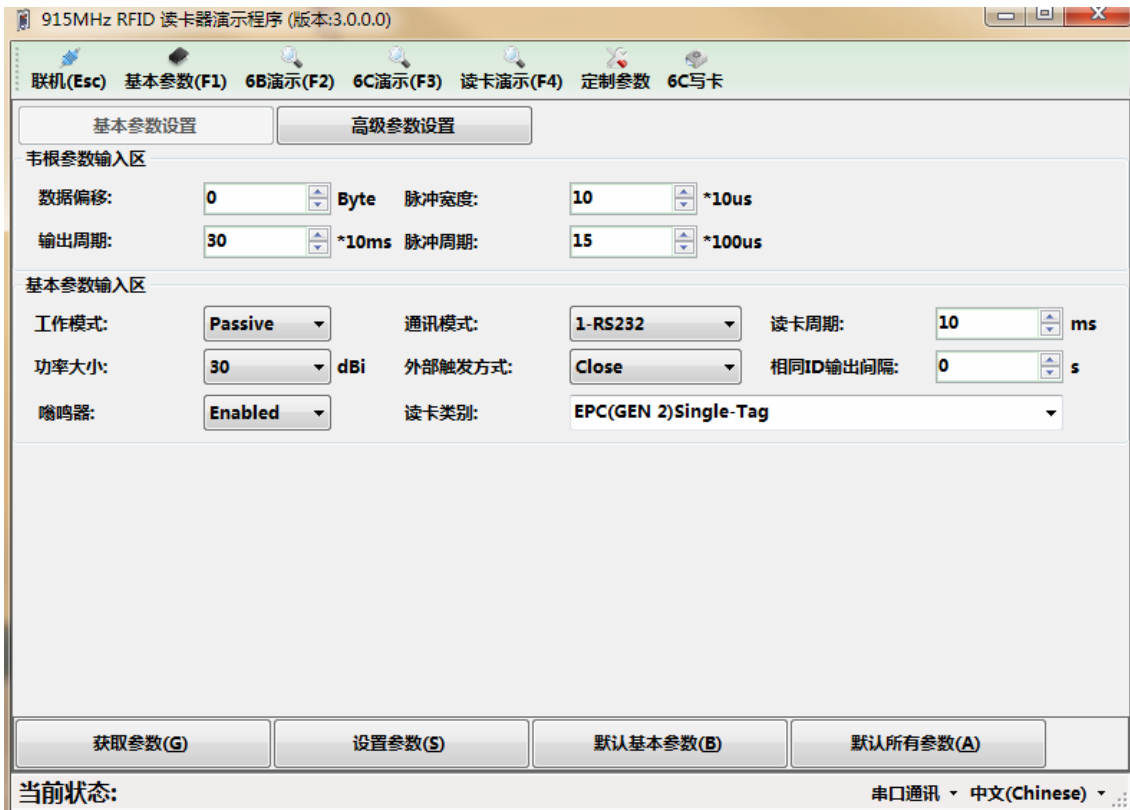 915MHz RFID 读卡器演示程序 (版本:3.0.0.0)
联机(Esc) 基本参数(F1) 6B演示(F2) 6C演示(F3) 读卡演示(F4) 定制参数 6C写卡
基本参数设置 高级参数设置
韦根参数输入区
数据偏移: 0 Byte 脉冲宽度: 10 *10us
输出周期: 30 *10ms 脉冲周期: 15 *100us
基本参数输入区
工作模式: Passive 通讯模式: 1-RS232 读卡周期: 10 ms
功率大小: 30 dBi 外部触发方式: Close 相同ID输出间隔: 0 s
嗡鸣器: Enabled 读卡类别: EPC(GEN 2)Single-Tag
获取参数(G) 设置参数(S) 默认基本参数(B) 默认所有参数(A)
当前状态: 串口通讯 中文(Chinese)